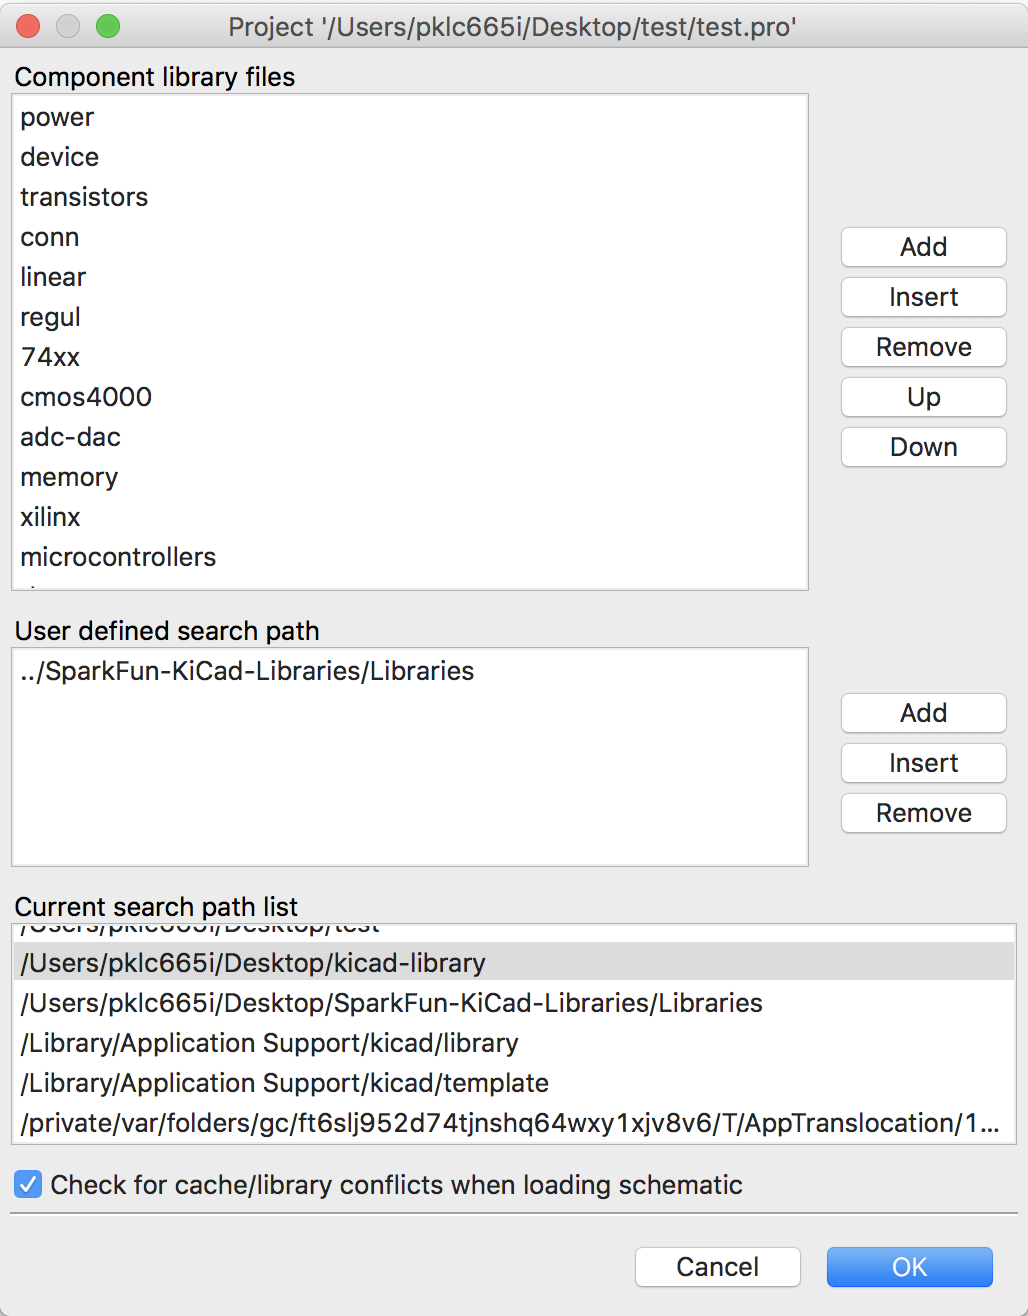 Project '/Users/pklc665i/Desktop/test/test.pro'
Component library files
power
device
transistors
conn
linear
regul
74xx
cmos4000
adc-dac
memory
xilinx
microcontrollers
Add
Insert
Remove
Up
Down
User defined search path
../SparkFun-KiCad-Libraries/Libraries
Add
Insert
Remove
Current search path list
/Users/pklc665i/Desktop/test
/Users/pklc665i/Desktop/kicad-library
/Users/pklc665i/Desktop/SparkFun-KiCad-Libraries/Libraries
/Library/Application Support/kicad/library
/Library/Application Support/kicad/template
/private/var/folders/gc/ft6slj952d74tjnshq64wxy1xjv8v6/T/AppTranslocation/1...
Check for cache/library conflicts when loading schematic
Cancel
OK